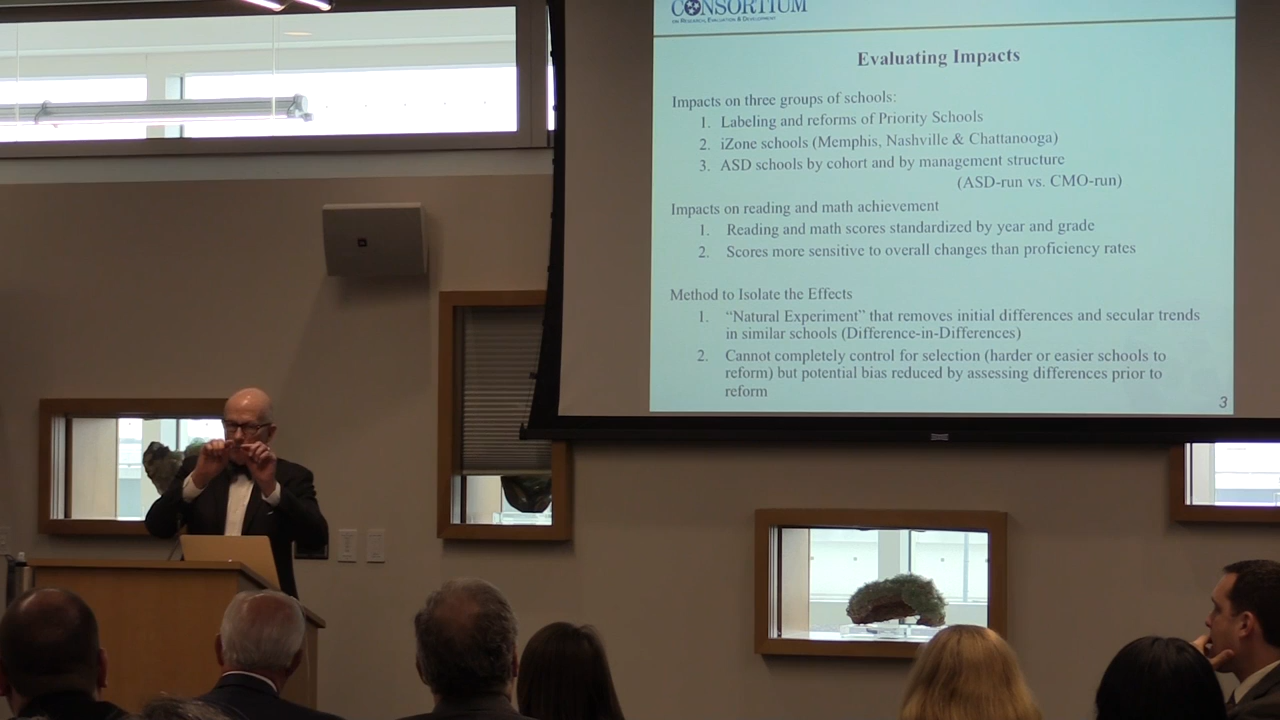 CONSORTIUM
ON RESEARCH, EVALUATION & DEVELOPMENT
Evaluating Impacts
Impacts on three groups of schools:
1. Labeling and reforms of Priority Schools
2. iZone schools (Memphis, Nashville & Chattanooga)
3. ASD schools by cohort and by management structure
(ASD-run vs. CMO-run)
Impacts on reading and math achievement
1. Reading and math scores standardized by year and grade
2. Scores more sensitive to overall changes than proficiency rates
Method to Isolate the Effects
1. “Natural Experiment” that removes initial differences and secular trends
in similar schools (Difference-in-Differences)
2. Cannot completely control for selection (harder or easier schools to
reform) but potential bias reduced by assessing differences prior to
reform
3